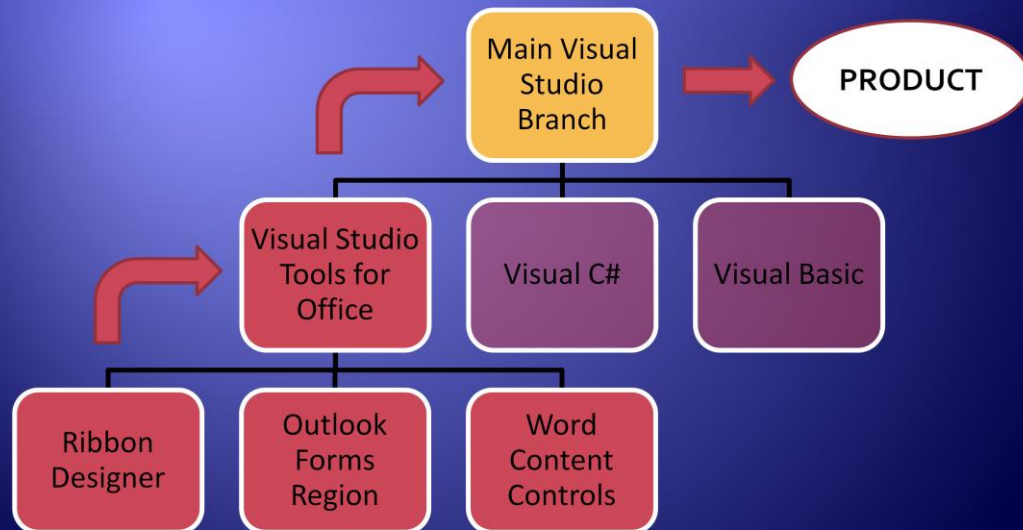 Main Visual
Studio
Branch
PRODUCT
Visual Studio
Tools for
Office
Visual C#
Visual Basic
Ribbon
Designer
Outlook
Forms
Region
Word
Content
Controls